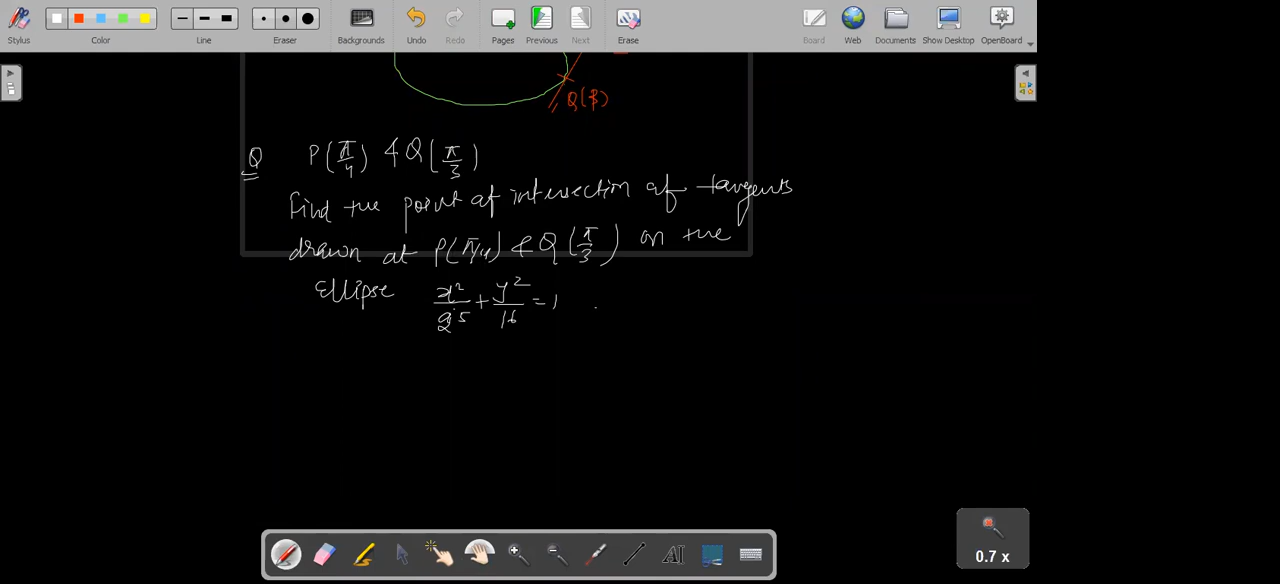 Stylus Color Line Eraser Backgrounds Undo Redo Pages Previous Next Erase Board Web Documents Show Desktop OpenBoard
Q(β)
Q P(π/4) & Q(π/3)
Find the point of intersection of tangents
drawn at P(π/4) & Q(π/3) on the
Ellipse x²/25 + y²/16 = 1
0.7 x